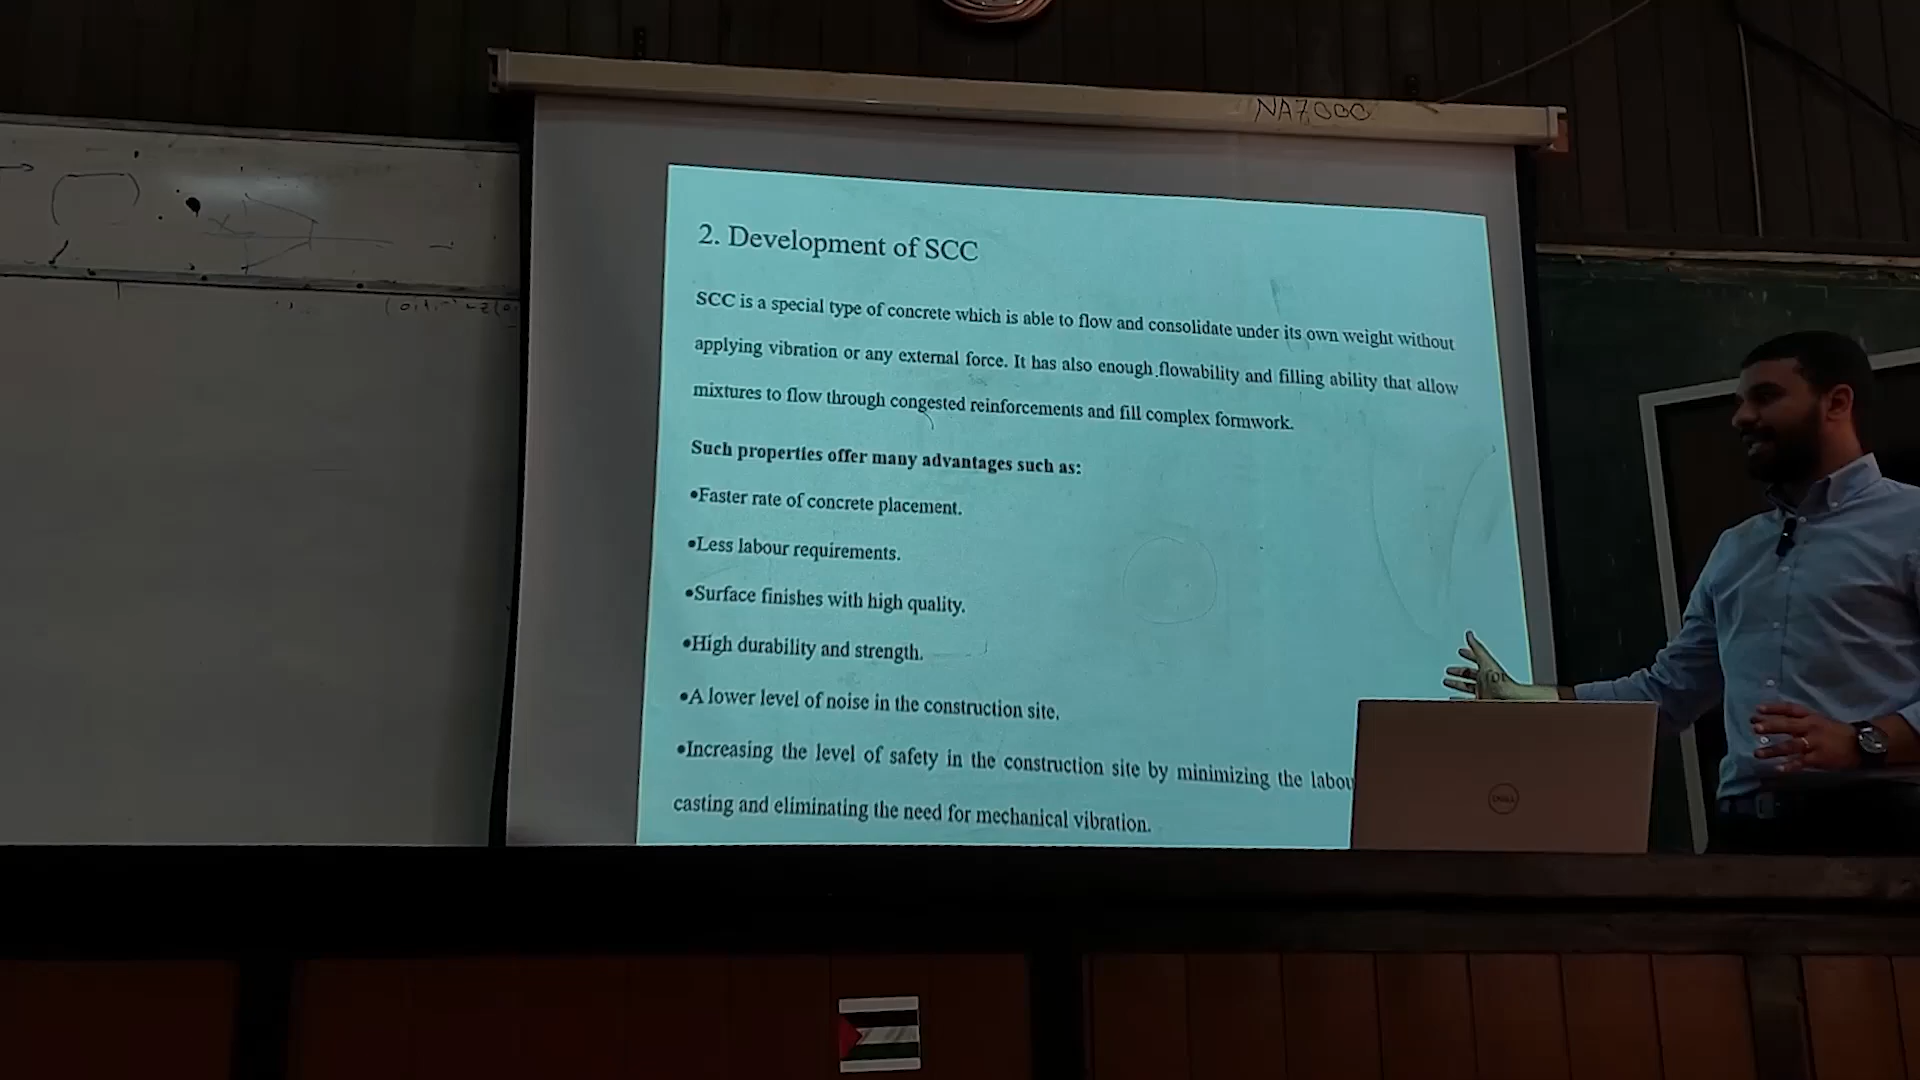 NA7000
2. Development of SCC
SCC is a special type of concrete which is able to flow and consolidate under its own weight without
applying vibration or any external force. It has also enough flowability and filling ability that allow
mixtures to flow through congested reinforcements and fill complex formwork.
Such properties offer many advantages such as:
•Faster rate of concrete placement.
•Less labour requirements.
•Surface finishes with high quality.
•High durability and strength.
•A lower level of noise in the construction site.
•Increasing the level of safety in the construction site by minimizing the labou
for
casting and eliminating the need for mechanical vibration.
DELL